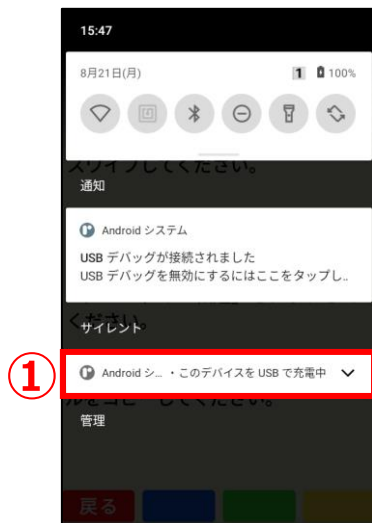 15:47
8月21日(月)
1
100%
スワイプしてください。
通知
Android システム
USB デバッグが接続されました
USB デバッグを無効にするにはここをタップし..
ください。
サイレント
①
Android シ... ・このデバイスを USB で充電中
ルをコピーしてください。
管理
戻る